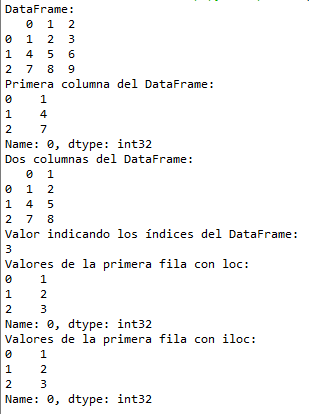 DataFrame:
   0  1  2
0  1  2  3
1  4  5  6
2  7  8  9
Primera columna del DataFrame:
0    1
1    4
2    7
Name: 0, dtype: int32
Dos columnas del DataFrame:
   0  1
0  1  2
1  4  5
2  7  8
Valor indicando los índices del DataFrame:
3
Valores de la primera fila con loc:
0    1
1    2
2    3
Name: 0, dtype: int32
Valores de la primera fila con iloc:
0    1
1    2
2    3
Name: 0, dtype: int32